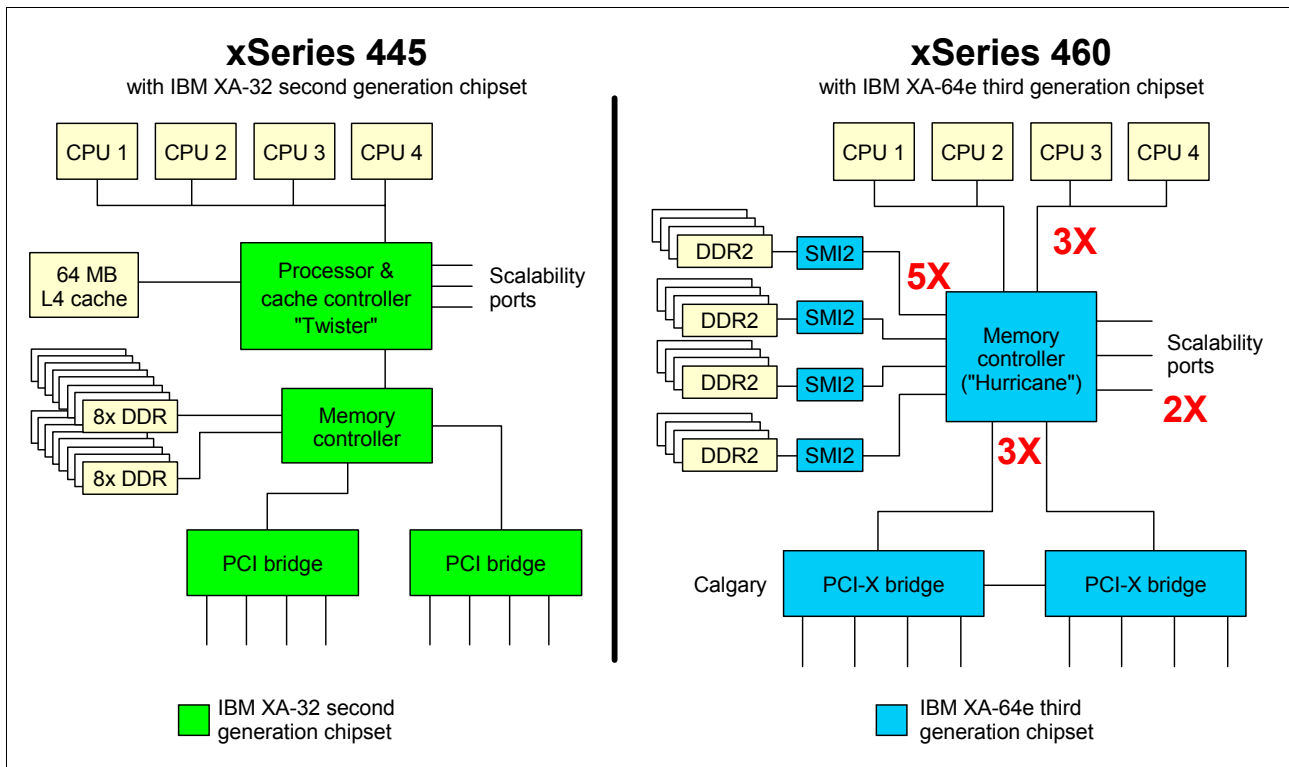 xSeries 445
with IBM XA-32 second generation chipset
CPU 1
CPU 2
CPU 3
CPU 4
64 MB
L4 cache
Processor &
cache controller
"Twister"
Scalability
ports
8x DDR
8x DDR
Memory
controller
PCI bridge
PCI bridge
IBM XA-32 second
generation chipset
xSeries 460
with IBM XA-64e third generation chipset
CPU 1
CPU 2
CPU 3
CPU 4
3X
DDR2
SMI2
5X
DDR2
SMI2
DDR2
SMI2
DDR2
SMI2
Memory
controller
("Hurricane")
Scalability
ports
2X
3X
Calgary
PCI-X bridge
PCI-X bridge
IBM XA-64e third
generation chipset